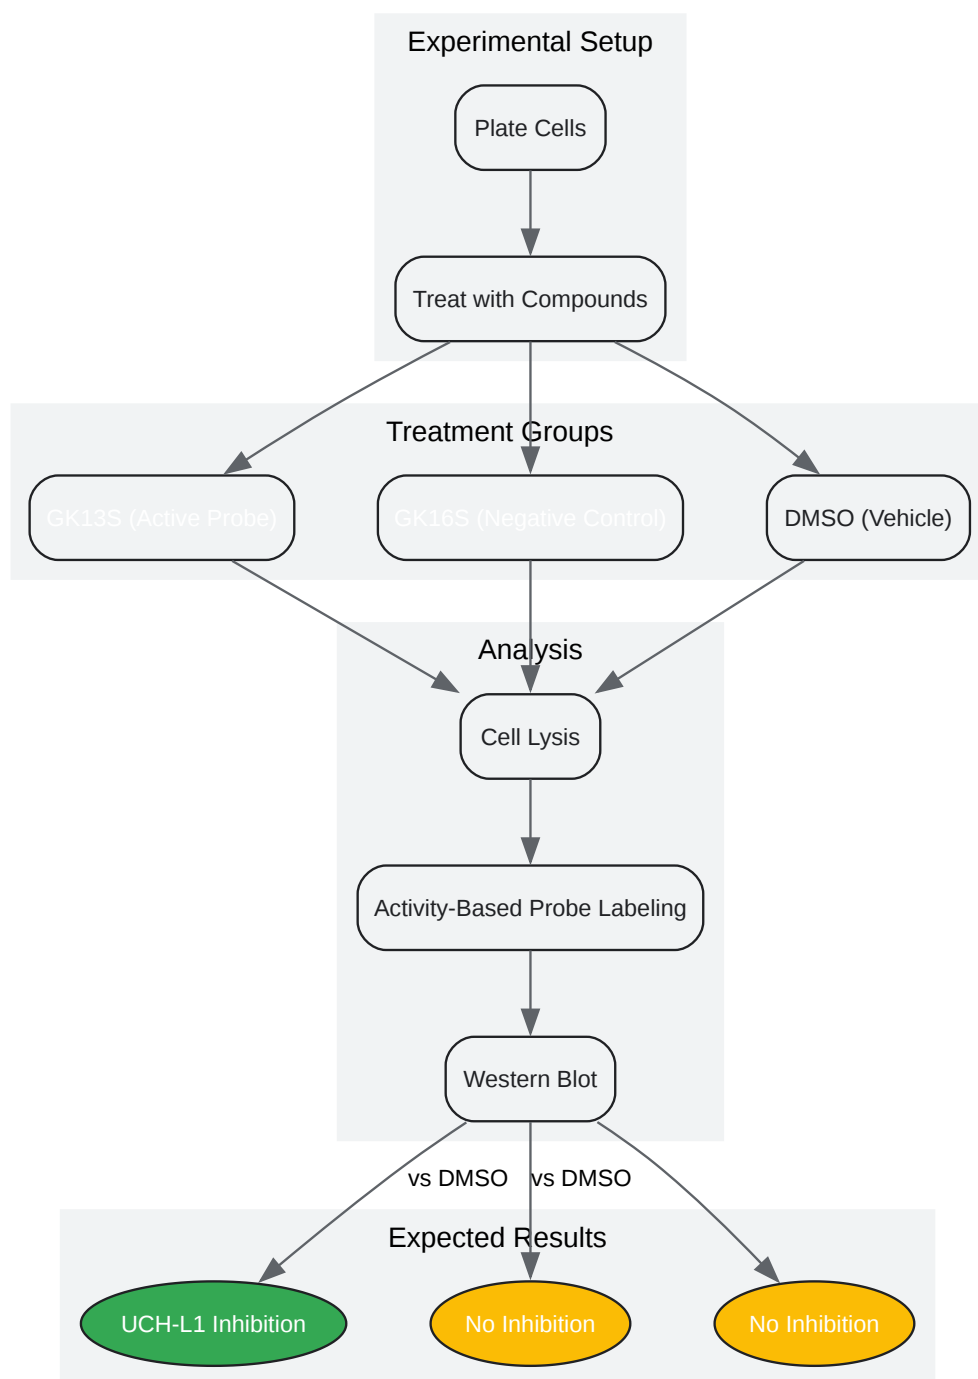 Experimental Setup
Plate Cells
Treat with Compounds
Treatment Groups
GK13S (Active Probe)
GK16S (Negative Control)
DMSO (Vehicle)
Analysis
Cell Lysis
Activity-Based Probe Labeling
Western Blot
vs DMSO
vs DMSO
Expected Results
UCH-L1 Inhibition
No Inhibition
No Inhibition